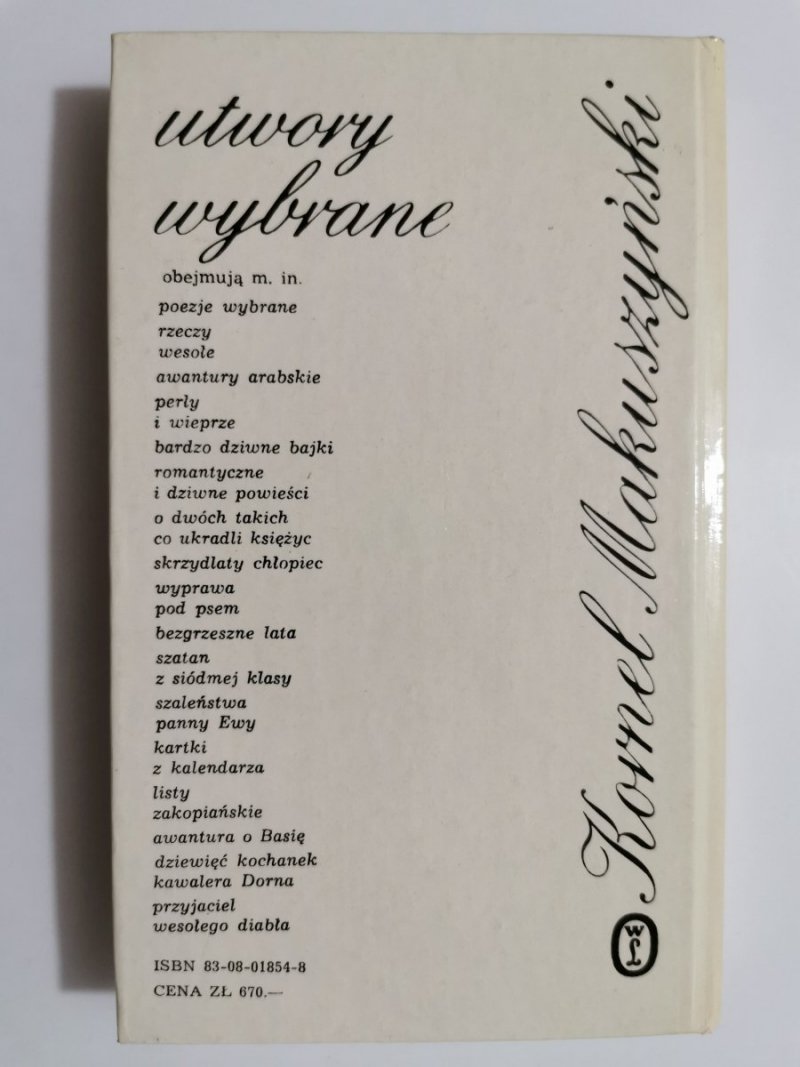 utwory
wybrane
obejmują m. in.
poezje wybrane
rzeczy
wesołe
awantury arabskie
perły
i wieprze
bardzo dziwne bajki
romantyczne
i dziwne powieści
o dwóch takich
co ukradli księżyc
skrzydlaty chłopiec
wyprawa
pod psem
bezgrzeszne lata
szatan
z siódmej klasy
szaleństwa
panny Ewy
kartki
z kalendarza
listy
zakopiańskie
awantura o Basię
dziewięć kochanek
kawalera Dorna
przyjaciel
wesołego diabła
ISBN 83-08-01854-8
CENA ZŁ 670.—
Kornel Makuszyński
WL